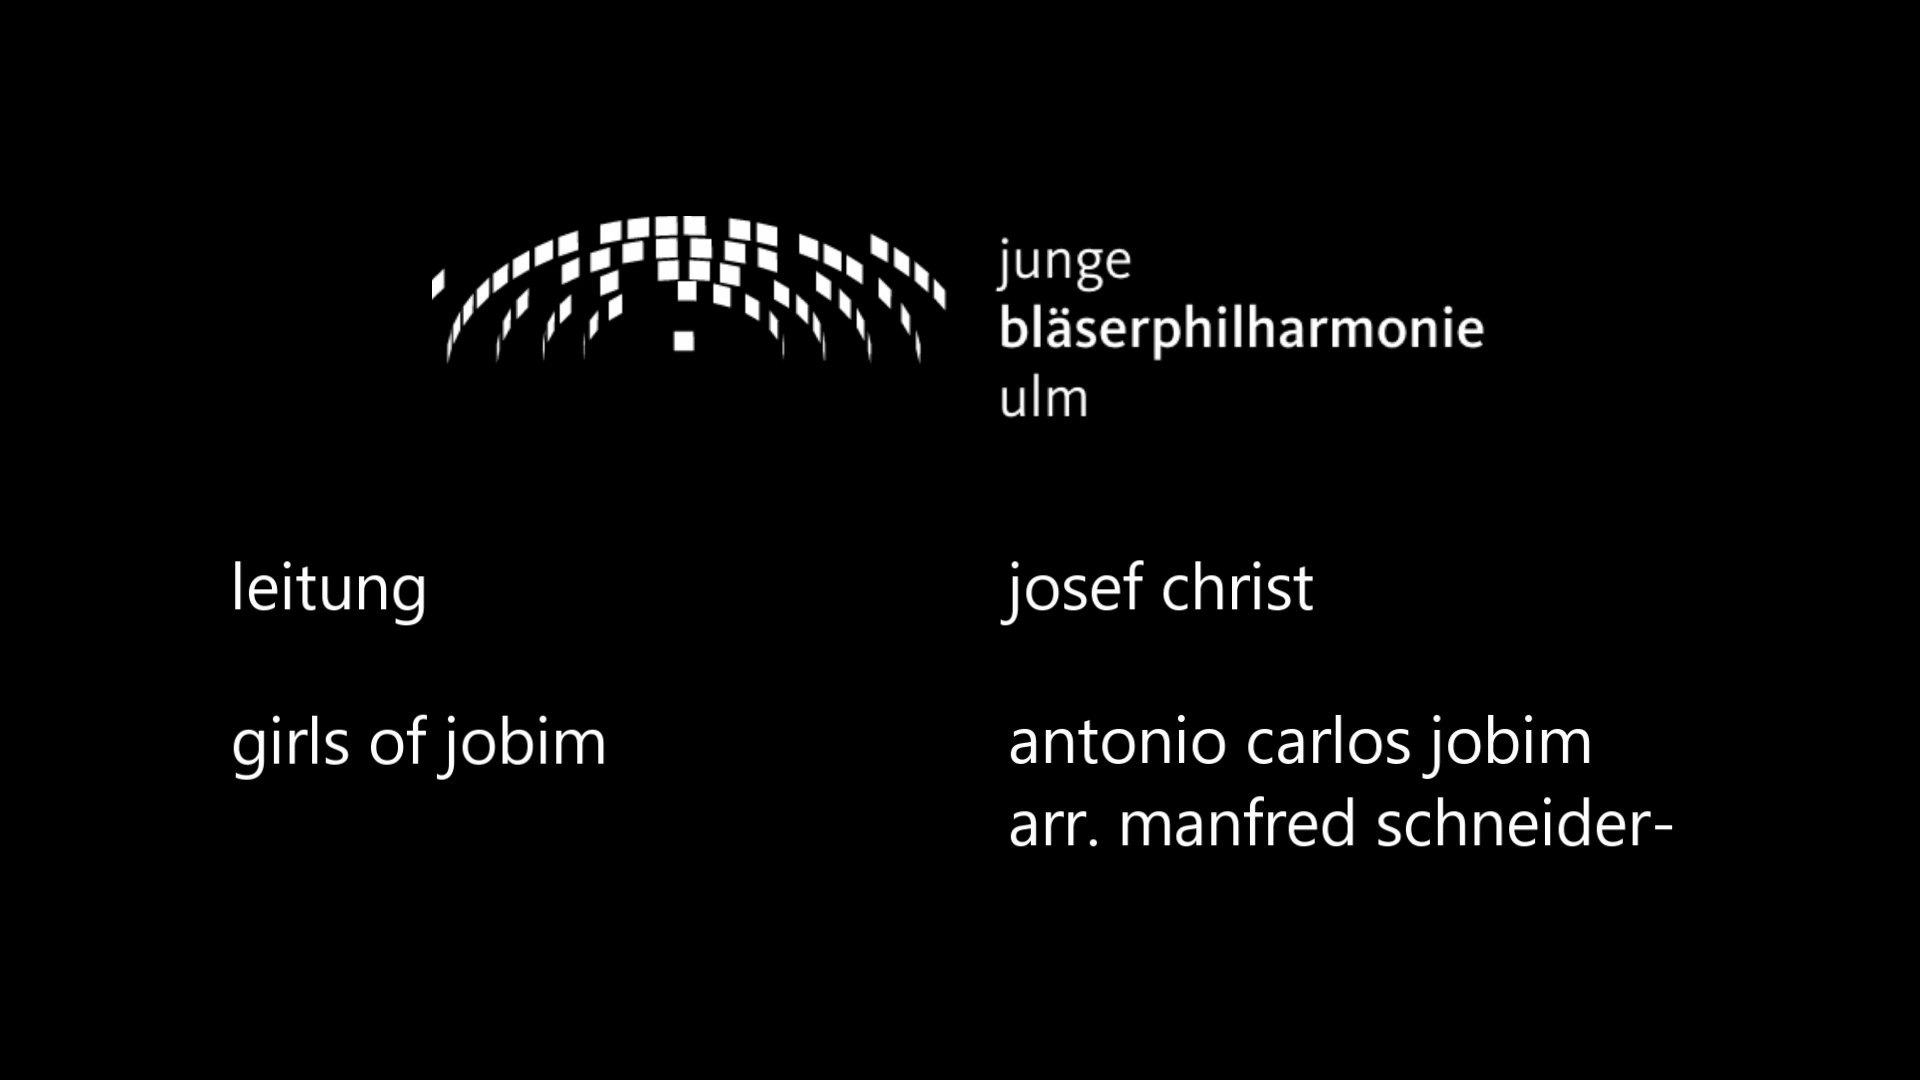 junge
bläserphilharmonie
ulm
leitung josef christ
girls of jobim antonio carlos jobim
arr. manfred schneider-